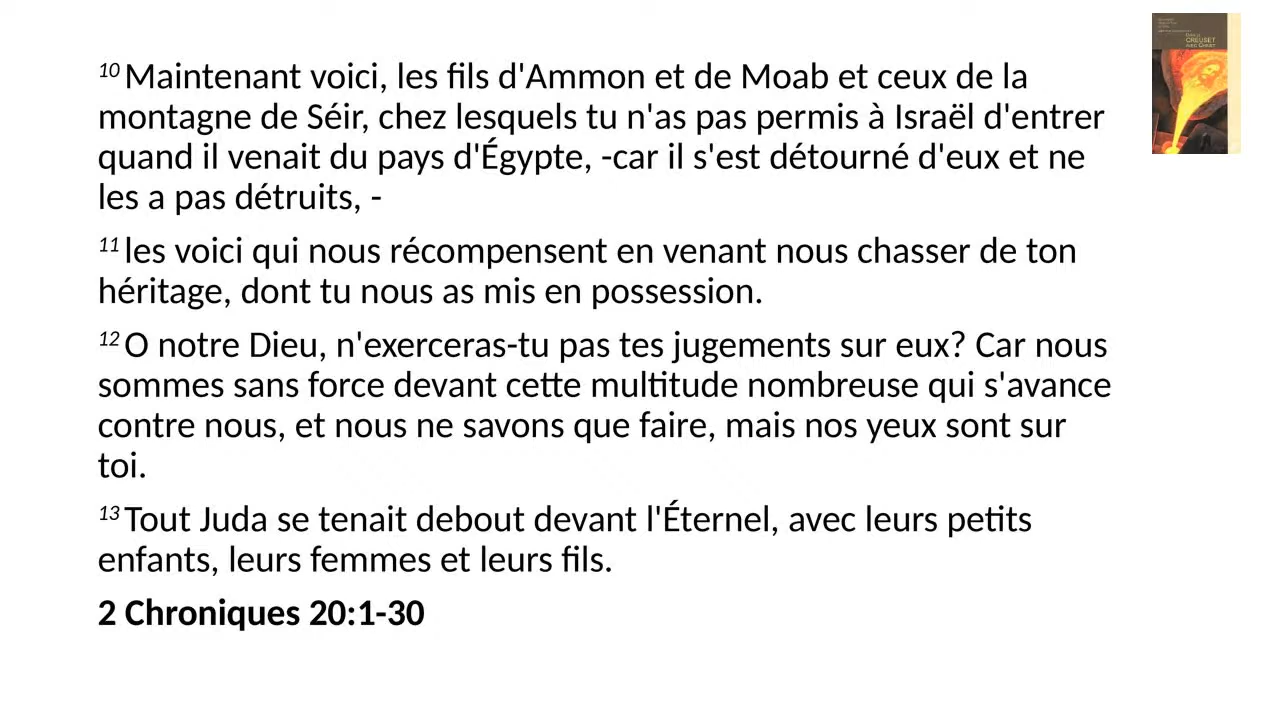 10 Maintenant voici, les fils d'Ammon et de Moab et ceux de la
montagne de Séir, chez lesquels tu n'as pas permis à Israël d'entrer
quand il venait du pays d'Égypte, -car il s'est détourné d'eux et ne
les a pas détruits, -
11 les voici qui nous récompensent en venant nous chasser de ton
héritage, dont tu nous as mis en possession.
12 O notre Dieu, n'exerceras-tu pas tes jugements sur eux? Car nous
sommes sans force devant cette multitude nombreuse qui s'avance
contre nous, et nous ne savons que faire, mais nos yeux sont sur
toi.
13 Tout Juda se tenait debout devant l'Éternel, avec leurs petits
enfants, leurs femmes et leurs fils.
2 Chroniques 20:1-30
CREUSET
AVEC CHRIST